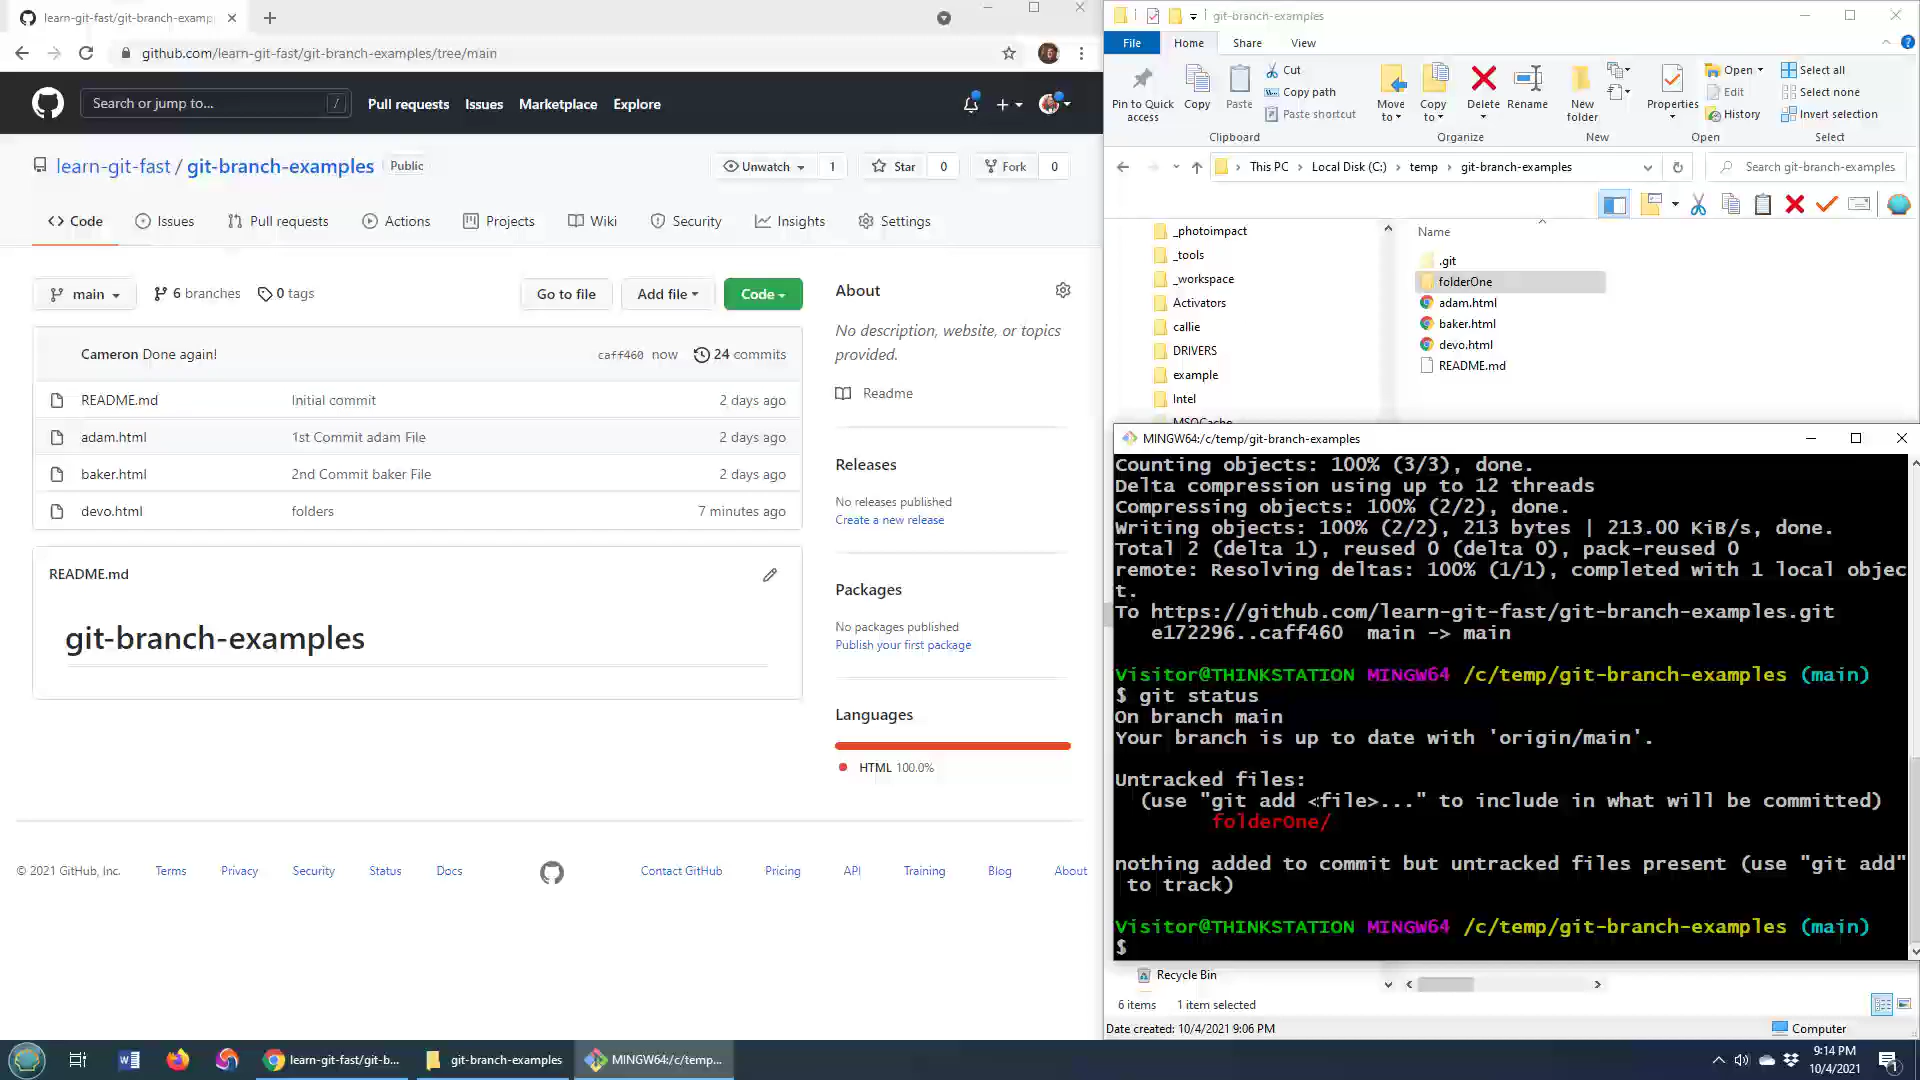 learn-git-fast/git-branch-examp
github.com/learn-git-fast/git-branch-examples/tree/main
Search or jump to...
/
Pull requests
Issues
Marketplace
Explore
learn-git-fast / git-branch-examples
Public
Unwatch
1
Star
0
Fork
0
Code
Issues
Pull requests
Actions
Projects
Wiki
Security
Insights
Settings
main
6 branches
0 tags
Go to file
Add file
Code
Cameron Done again!
caff460 now
24 commits
README.md
Initial commit
2 days ago
adam.html
1st Commit adam File
2 days ago
baker.html
2nd Commit baker File
2 days ago
devo.html
folders
7 minutes ago
README.md
git-branch-examples
About
No description, website, or topics
provided.
Readme
Releases
No releases published
Create a new release
Packages
No packages published
Publish your first package
Languages
HTML 100.0%
© 2021 GitHub, Inc.
Terms
Privacy
Security
Status
Docs
Contact GitHub
Pricing
API
Training
Blog
About
git-branch-examples
File
Home
Share
View
Pin to Quick
access
Copy
Paste
Cut
Copy path
Paste shortcut
Clipboard
Move
to
Copy
to
Delete
Rename
Organize
New
folder
New
Properties
Open
Edit
History
Open
Select all
Select none
Invert selection
Select
This PC
Local Disk (C:)
temp
git-branch-examples
Search git-branch-examples
_photoimpact
_tools
_workspace
Activators
callie
DRIVERS
example
Intel
MSOCache
Name
.git
folderOne
adam.html
baker.html
devo.html
README.md
MINGW64:/c/temp/git-branch-examples
Counting objects: 100% (3/3), done.
Delta compression using up to 12 threads
Compressing objects: 100% (2/2), done.
Writing objects: 100% (2/2), 213 bytes | 213.00 KiB/s, done.
Total 2 (delta 1), reused 0 (delta 0), pack-reused 0
remote: Resolving deltas: 100% (1/1), completed with 1 local objec
t.
To https://github.com/learn-git-fast/git-branch-examples.git
e172296..caff460 main -> main
Visitor@THINKSTATION MINGW64 /c/temp/git-branch-examples (main)
$ git status
On branch main
Your branch is up to date with 'origin/main'.
Untracked files:
(use "git add <file>..." to include in what will be committed)
folderOne/
nothing added to commit but untracked files present (use "git add"
to track)
Visitor@THINKSTATION MINGW64 /c/temp/git-branch-examples (main)
$
Recycle Bin
6 items
1 item selected
Date created: 10/4/2021 9:06 PM
Computer
learn-git-fast/git-b...
git-branch-examples
MINGW64:/c/temp...
9:14 PM
10/4/2021
1